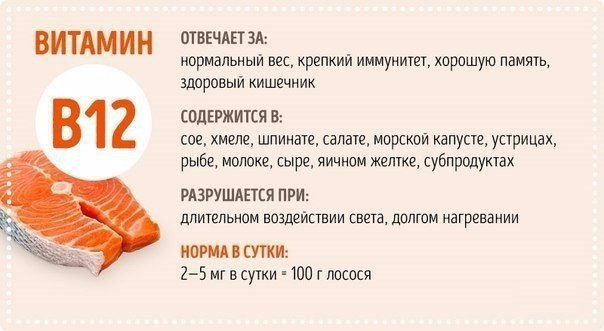 ВИТАМИН
B12
ОТВЕЧАЕТ ЗА:
нормальный вес, крепкий иммунитет, хорошую память,
здоровый кишечник
СОДЕРЖИТСЯ В:
сое, хмеле, шпинате, салате, морской капусте, устрицах,
рыбе, молоке, сыре, яичном желтке, субпродуктах
РАЗРУШАЕТСЯ ПРИ:
длительном воздействии света, долгом нагревании
НОРМА В СУТКИ:
2–5 мг в сутки = 100 г лосося